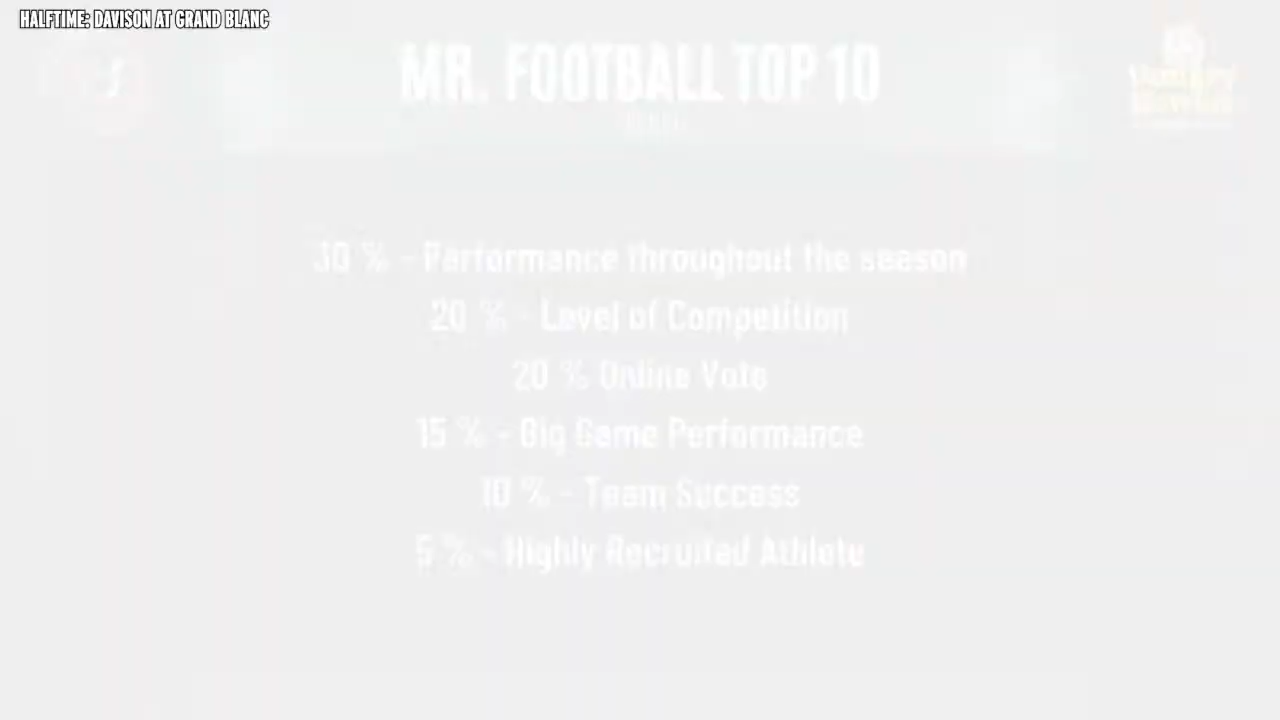 HALFTIME: DAVISON AT GRAND BLANC
MR. FOOTBALL TOP 10
30 % - Performance throughout the season
20 % - Level of Competition
20 % Online Vote
15 % - Big Game Performance
10 % - Team Success
5 % - Highly Recruited Athlete